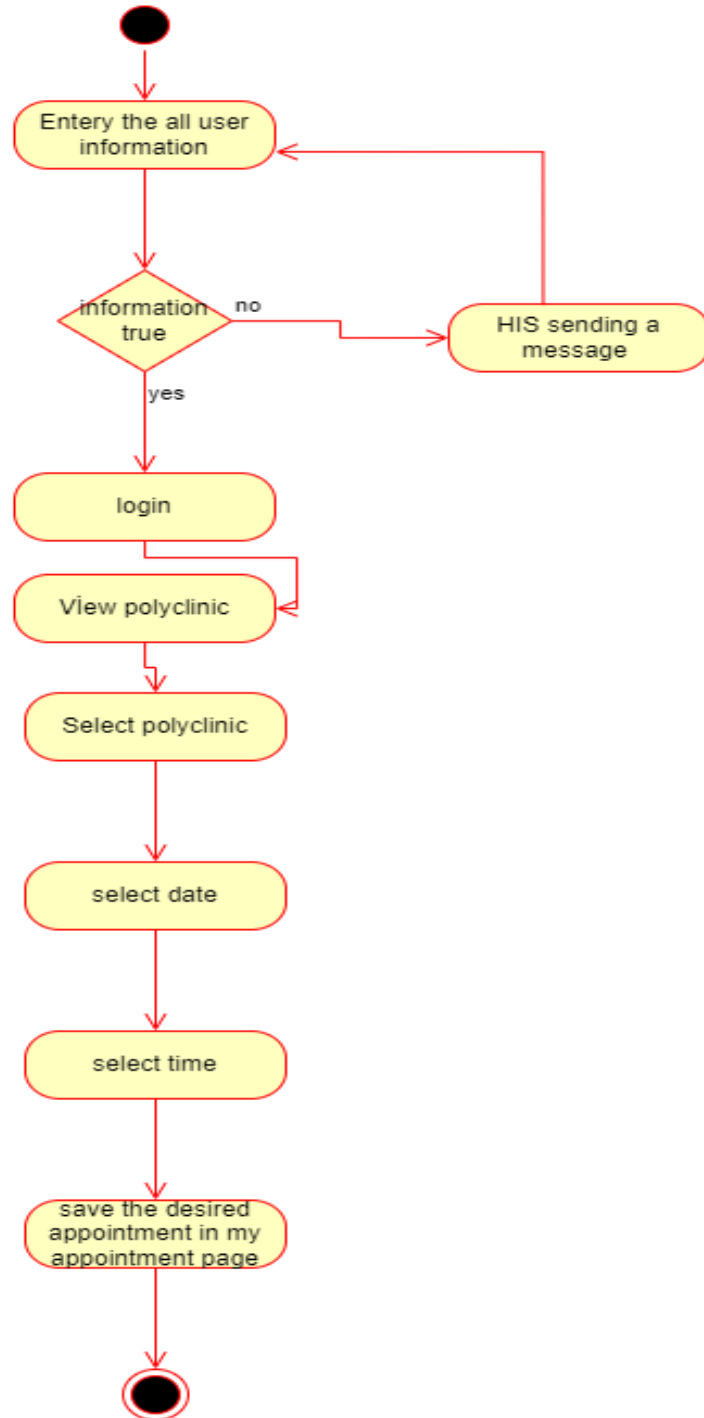 Entery the all user
information
information
true
no
HIS sending a
message
yes
login
Vİew polyclinic
Select polyclinic
select date
select time
save the desired
appointment in my
appointment page